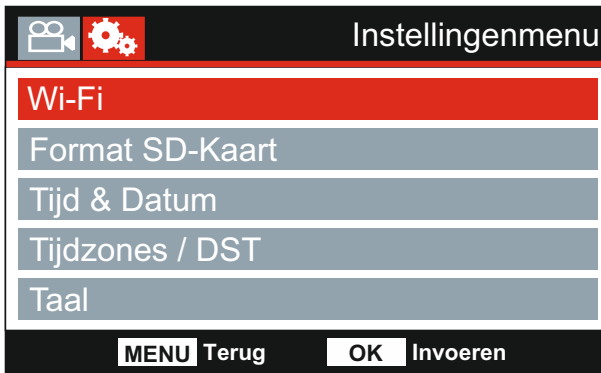 Instellingenmenu
Wi-Fi
Format SD-Kaart
Tijd & Datum
Tijdzones / DST
Taal
MENU Terug OK Invoeren